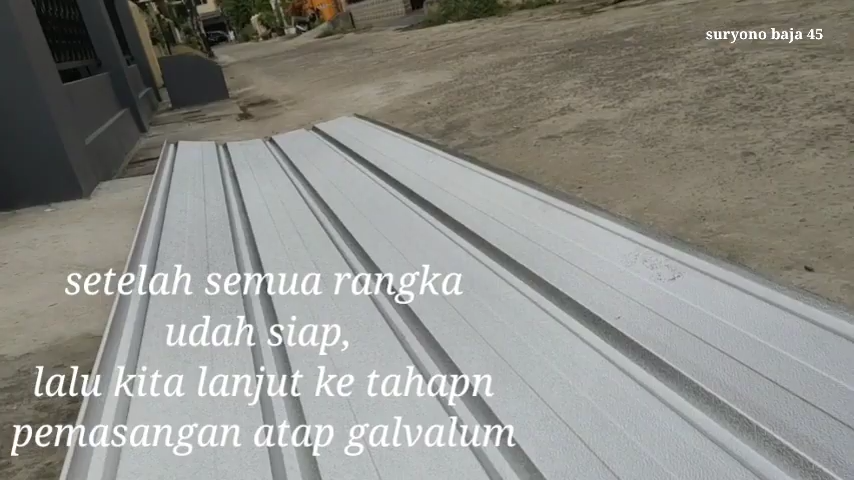 suryono baja 45
setelah semua rangka
udah siap,
lalu kita lanjut ke tahapn
pemasangan atap galvalum